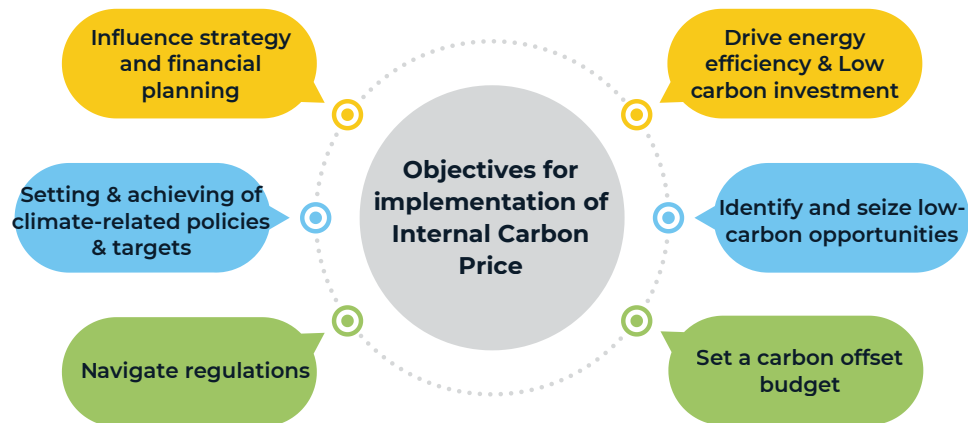 Influence strategy
and financial
planning
Drive energy
efficiency & Low
carbon investment
Objectives for
implementation of
Internal Carbon
Price
Setting & achieving of
climate-related policies
& targets
Identify and seize low-
carbon opportunities
Navigate regulations
Set a carbon offset
budget